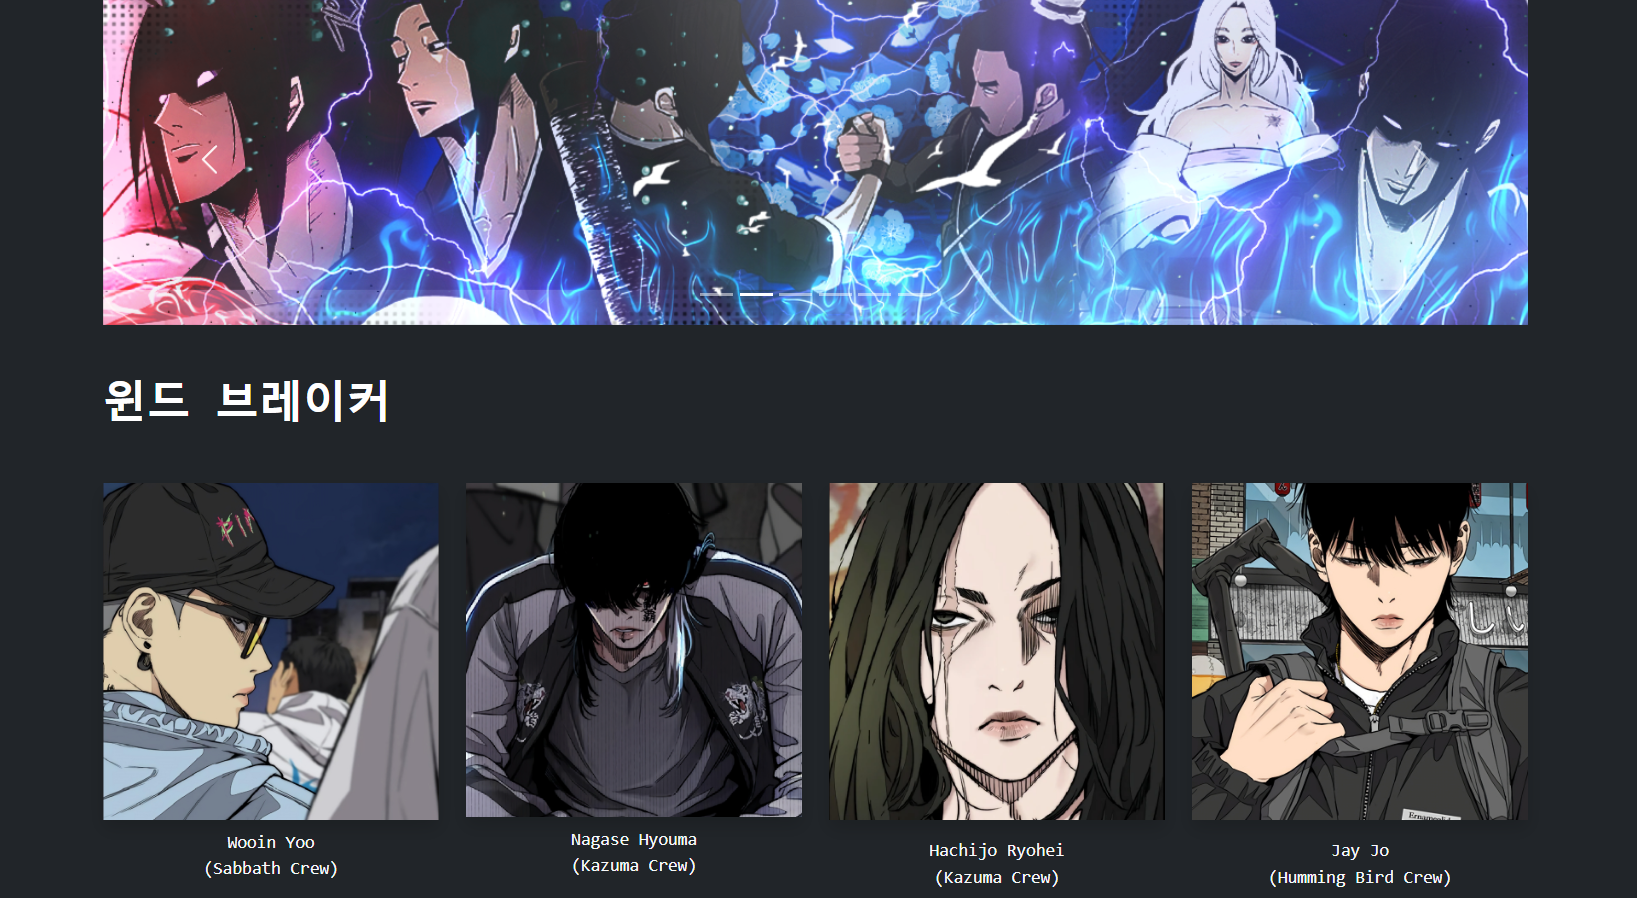 윈드 브레이커
Wooin Yoo
(Sabbath Crew)
Nagase Hyouma
(Kazuma Crew)
Hachijo Ryohei
(Kazuma Crew)
Jay Jo
(Humming Bird Crew)